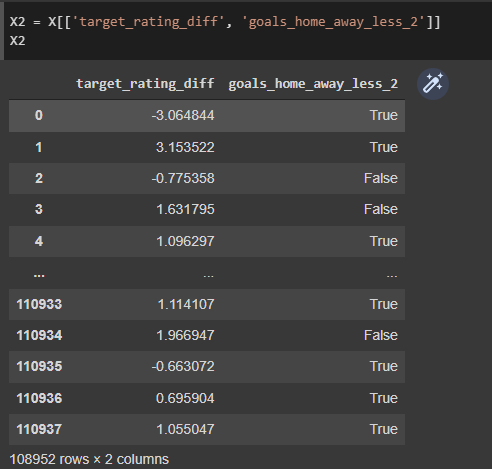 X2 = X[['target_rating_diff', 'goals_home_away_less_2']]
X2
target_rating_diff goals_home_away_less_2
0 -3.064844 True
1 3.153522 True
2 -0.775358 False
3 1.631795 False
4 1.096297 True
... ... ...
110933 1.114107 True
110934 1.966947 False
110935 -0.663072 True
110936 0.695904 True
110937 1.055047 True
108952 rows × 2 columns